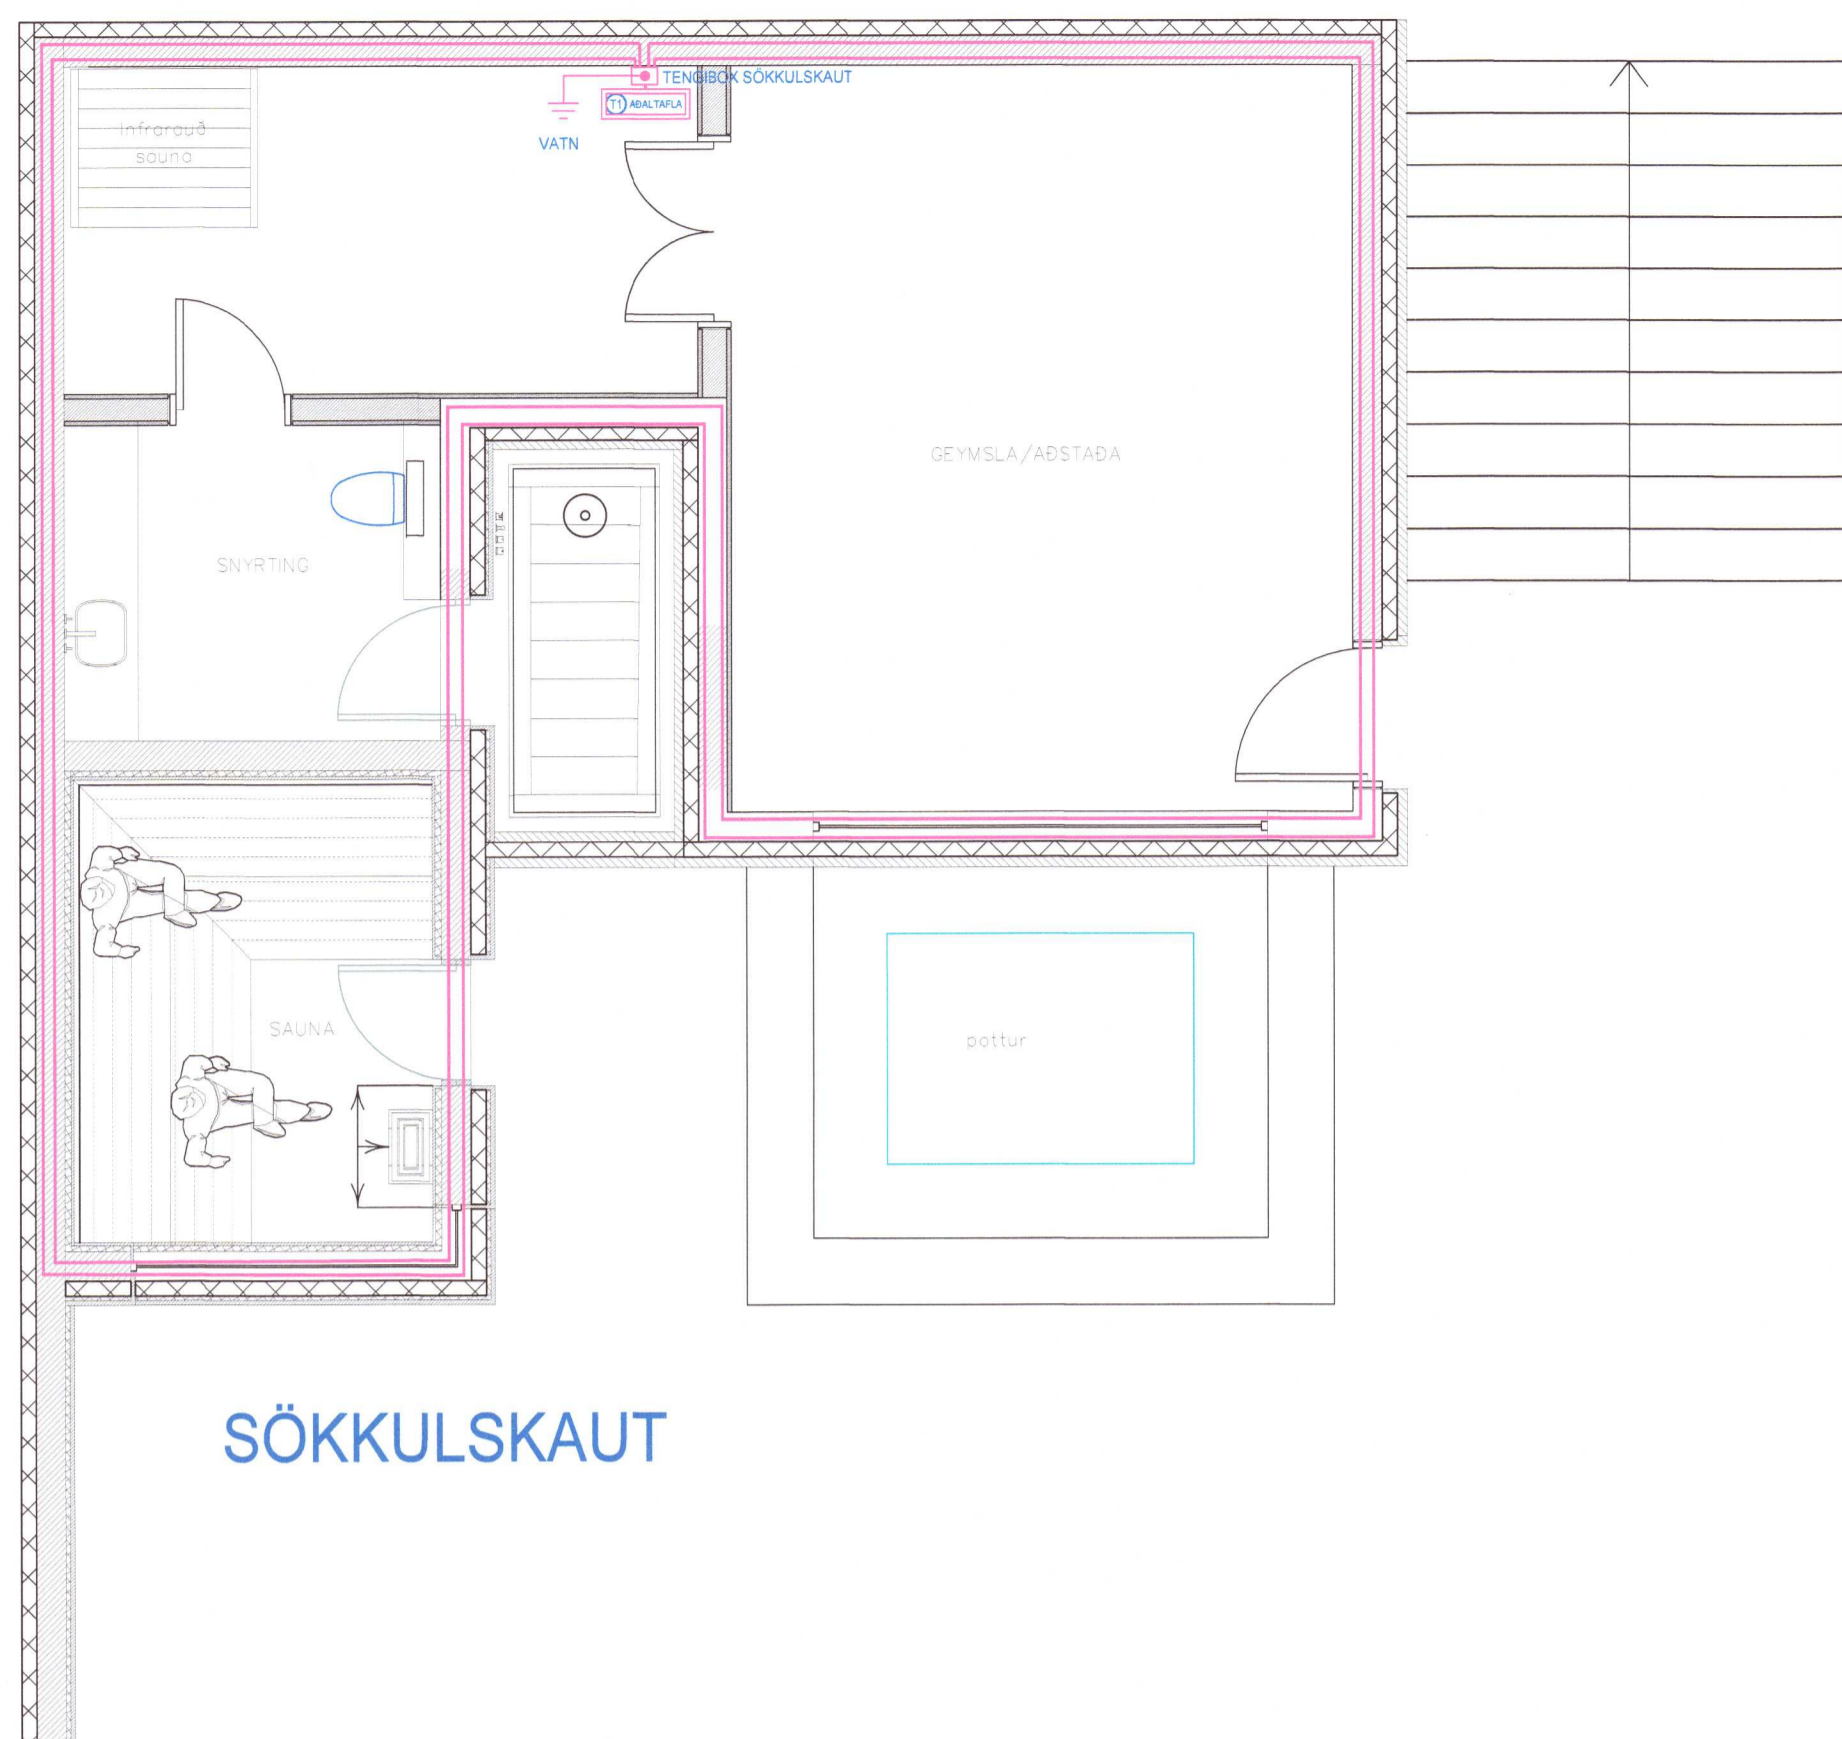 TENGIBOX SÖKKULSKAUT
T1 AÐALTAFLA
VATN
Infrarauð
sauna
GEYMSLA/AÐSTAÐA
SNYRTING
SAUNA
pottur
SÖKKULSKAUT